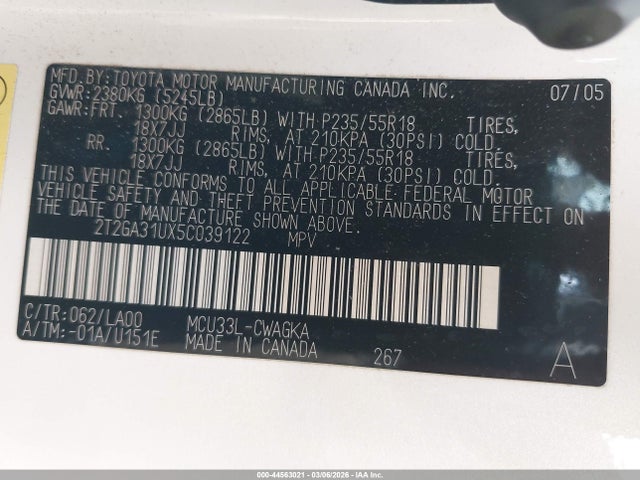 MFD. BY: TOYOTA MOTOR MANUFACTURING CANADA INC. 07/05
GVWR: 2380KG (5245LB)
GAWR: FRT. 1300KG (2865LB) WITH P235/55R18 TIRES,
18X7JJ RIMS, AT 210KPA (30PSI) COLD.
RR. 1300KG (2865LB) WITH P235/55R18 TIRES,
18X7JJ RIMS, AT 210KPA (30PSI) COLD.
THIS VEHICLE CONFORMS TO ALL APPLICABLE FEDERAL MOTOR
VEHICLE SAFETY AND THEFT PREVENTION STANDARDS IN EFFECT ON
THE DATE OF MANUFACTURE SHOWN ABOVE.
2T2GA31UX5C039122 MPV
C/TR: 062/LA00 MCU33L-CWAGKA
A/TM: -01A/U151E MADE IN CANADA 267 A
000-44563021 - 03/06/2026 - IAA Inc.